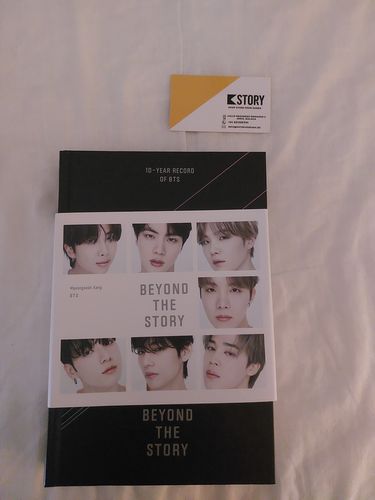 STORY
10-YEAR RECORD
OF BTS
Myeongseok Kang
BTS
BEYOND
THE
STORY
BEYOND
THE
STORY